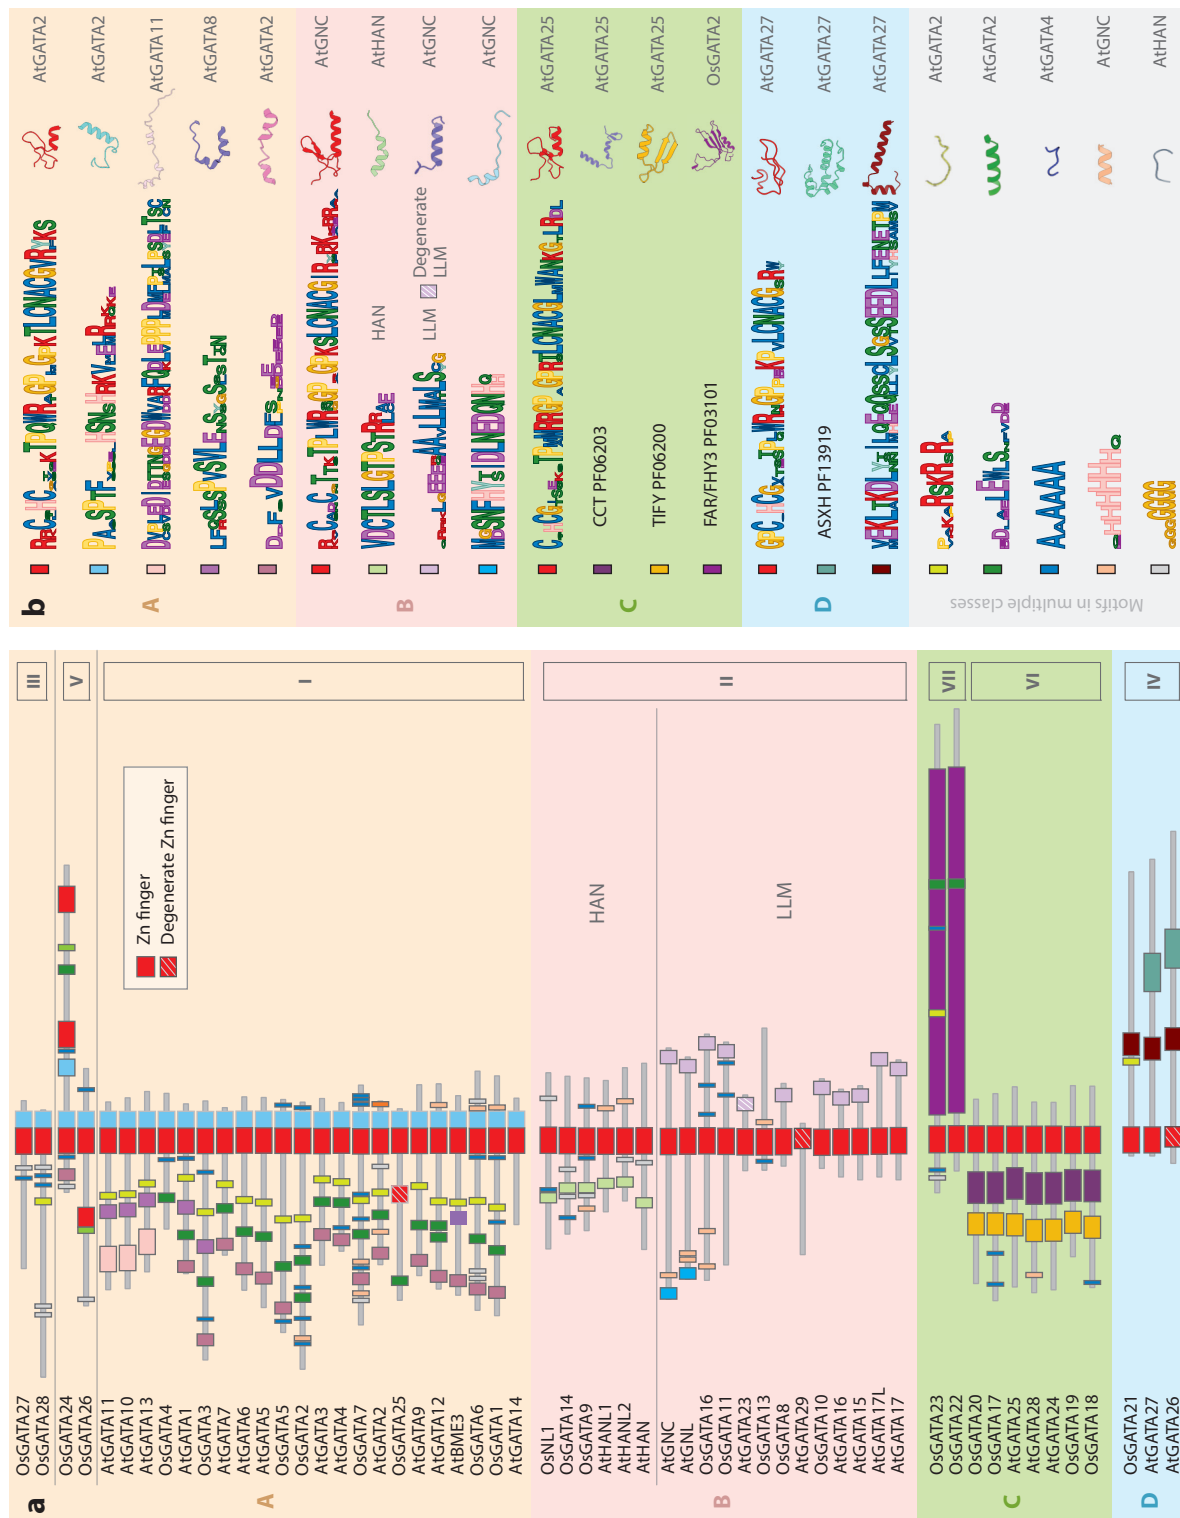 a
A
OsGATA27
OsGATA28
OsGATA24
OsGATA26
AtGATA11
AtGATA10
AtGATA13
OsGATA4
AtGATA1
OsGATA3
AtGATA7
AtGATA6
AtGATA5
OsGATA5
OsGATA2
AtGATA3
AtGATA4
OsGATA7
AtGATA2
OsGATA25
AtGATA9
AtGATA12
AtBME3
OsGATA6
OsGATA1
AtGATA14
Zn finger
Degenerate Zn finger
III
V
I
B
OsNL1
OsGATA14
OsGATA9
AtHANL1
AtHANL2
AtHAN
AtGNC
AtGNL
OsGATA16
OsGATA11
AtGATA23
OsGATA13
OsGATA8
AtGATA29
OsGATA10
AtGATA16
AtGATA15
AtGATA17L
AtGATA17
HAN
LLM
II
C
OsGATA23
OsGATA22
OsGATA20
OsGATA17
AtGATA25
AtGATA28
AtGATA24
OsGATA19
OsGATA18
VII
VI
D
OsGATA21
AtGATA27
AtGATA26
IV
b
A
AtGATA2
AtGATA2
AtGATA11
AtGATA8
AtGATA2
B
AtGNC
HAN
AtHAN
LLM
Degenerate
LLM
AtGNC
AtGNC
C
AtGATA25
CCT PF06203
AtGATA25
TIFY PF06200
AtGATA25
FAR/FHY3 PF03101
OsGATA2
D
AtGATA27
ASXH PF13919
AtGATA27
AtGATA27
Motifs in multiple classes
AtGATA2
AtGATA2
AAAAAAA
AtGATA4
AtGNC
AtHAN